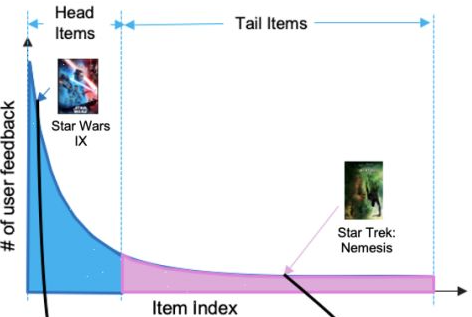 Head
Items
Tail Items
Star Wars
IX
Star Trek:
Nemesis
# of user feedback
Item Index